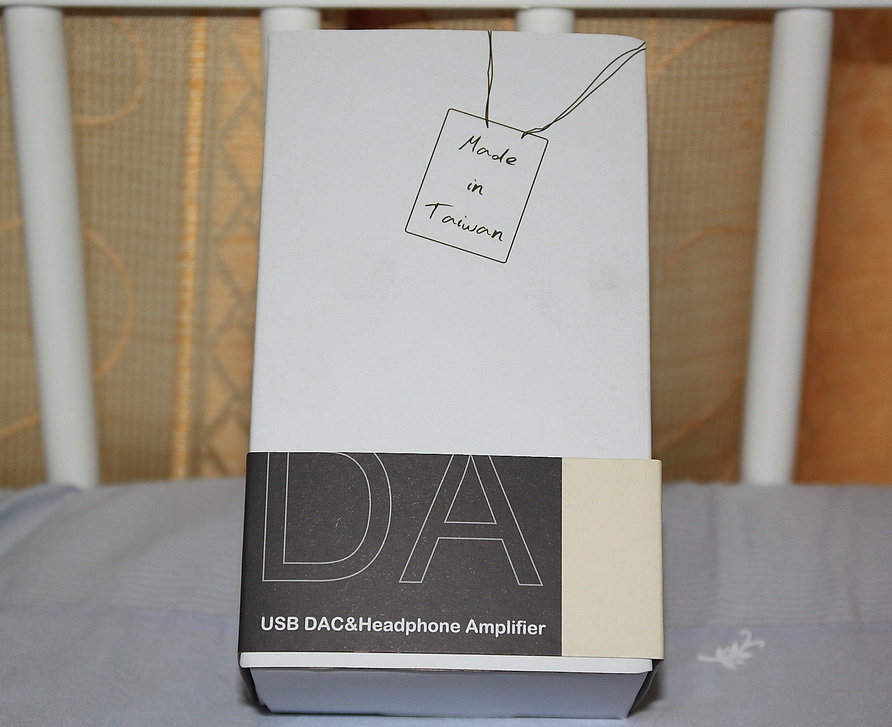 Made
in
Taiwan
DA
USB DAC&Headphone Amplifier